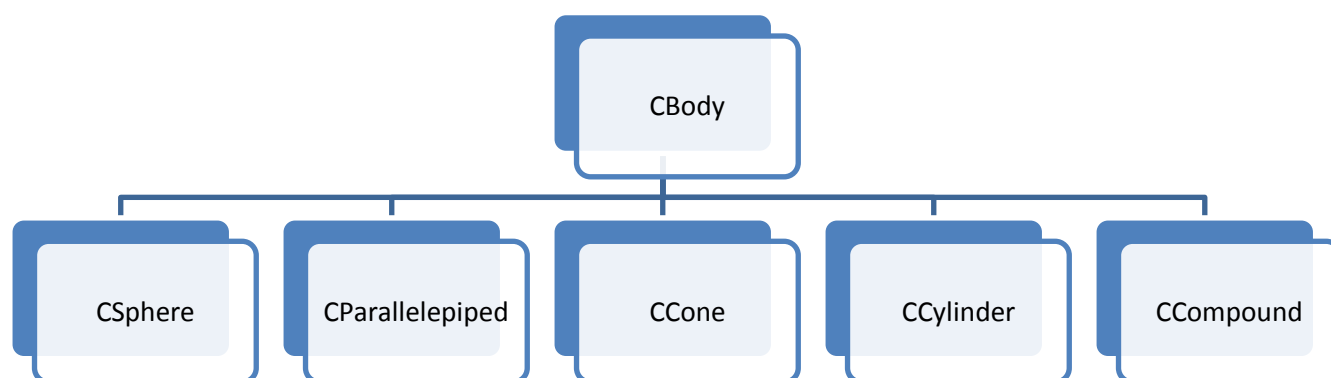 CBody
CSphere
CParallelepiped
CCone
CCylinder
CCompound